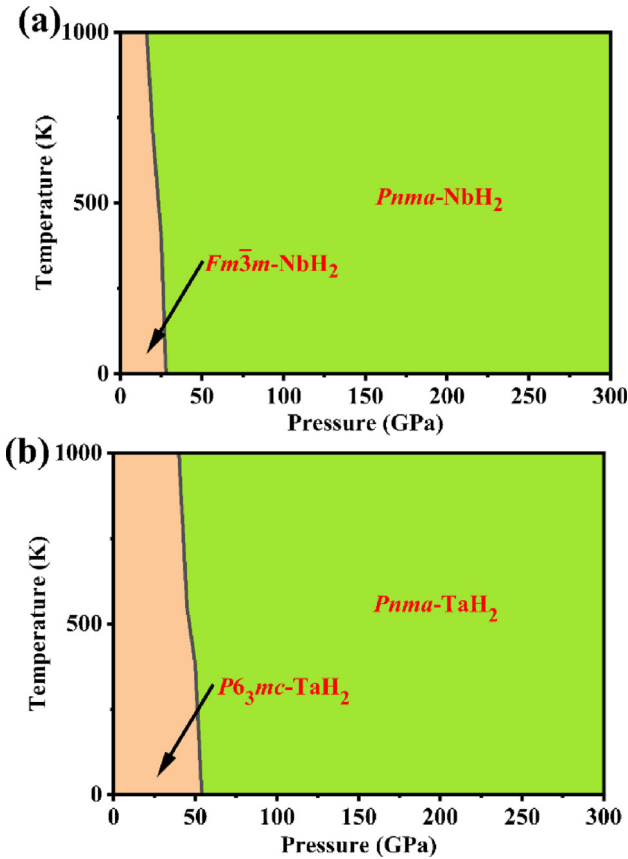 (a)
1000
500
0
Temperature (K)
Pnma-NbH₂
Fm3̅m-NbH₂
0 50 100 150 200 250 300
Pressure (GPa)
(b)
1000
500
0
Temperature (K)
Pnma-TaH₂
P6₃mc-TaH₂
0 50 100 150 200 250 300
Pressure (GPa)